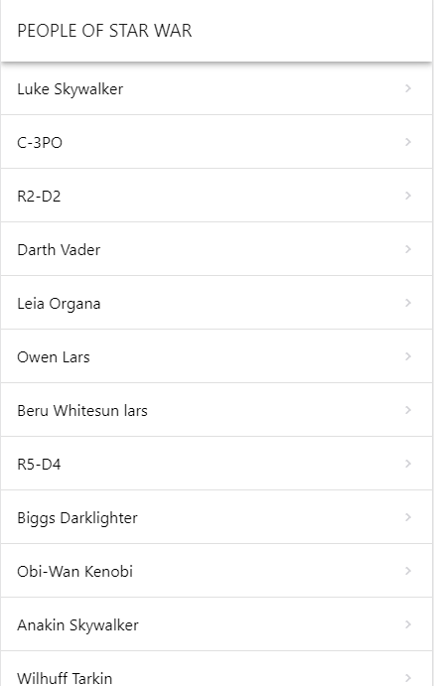 PEOPLE OF STAR WAR
Luke Skywalker
C-3PO
R2-D2
Darth Vader
Leia Organa
Owen Lars
Beru Whitesun lars
R5-D4
Biggs Darklighter
Obi-Wan Kenobi
Anakin Skywalker
Wilhuff Tarkin